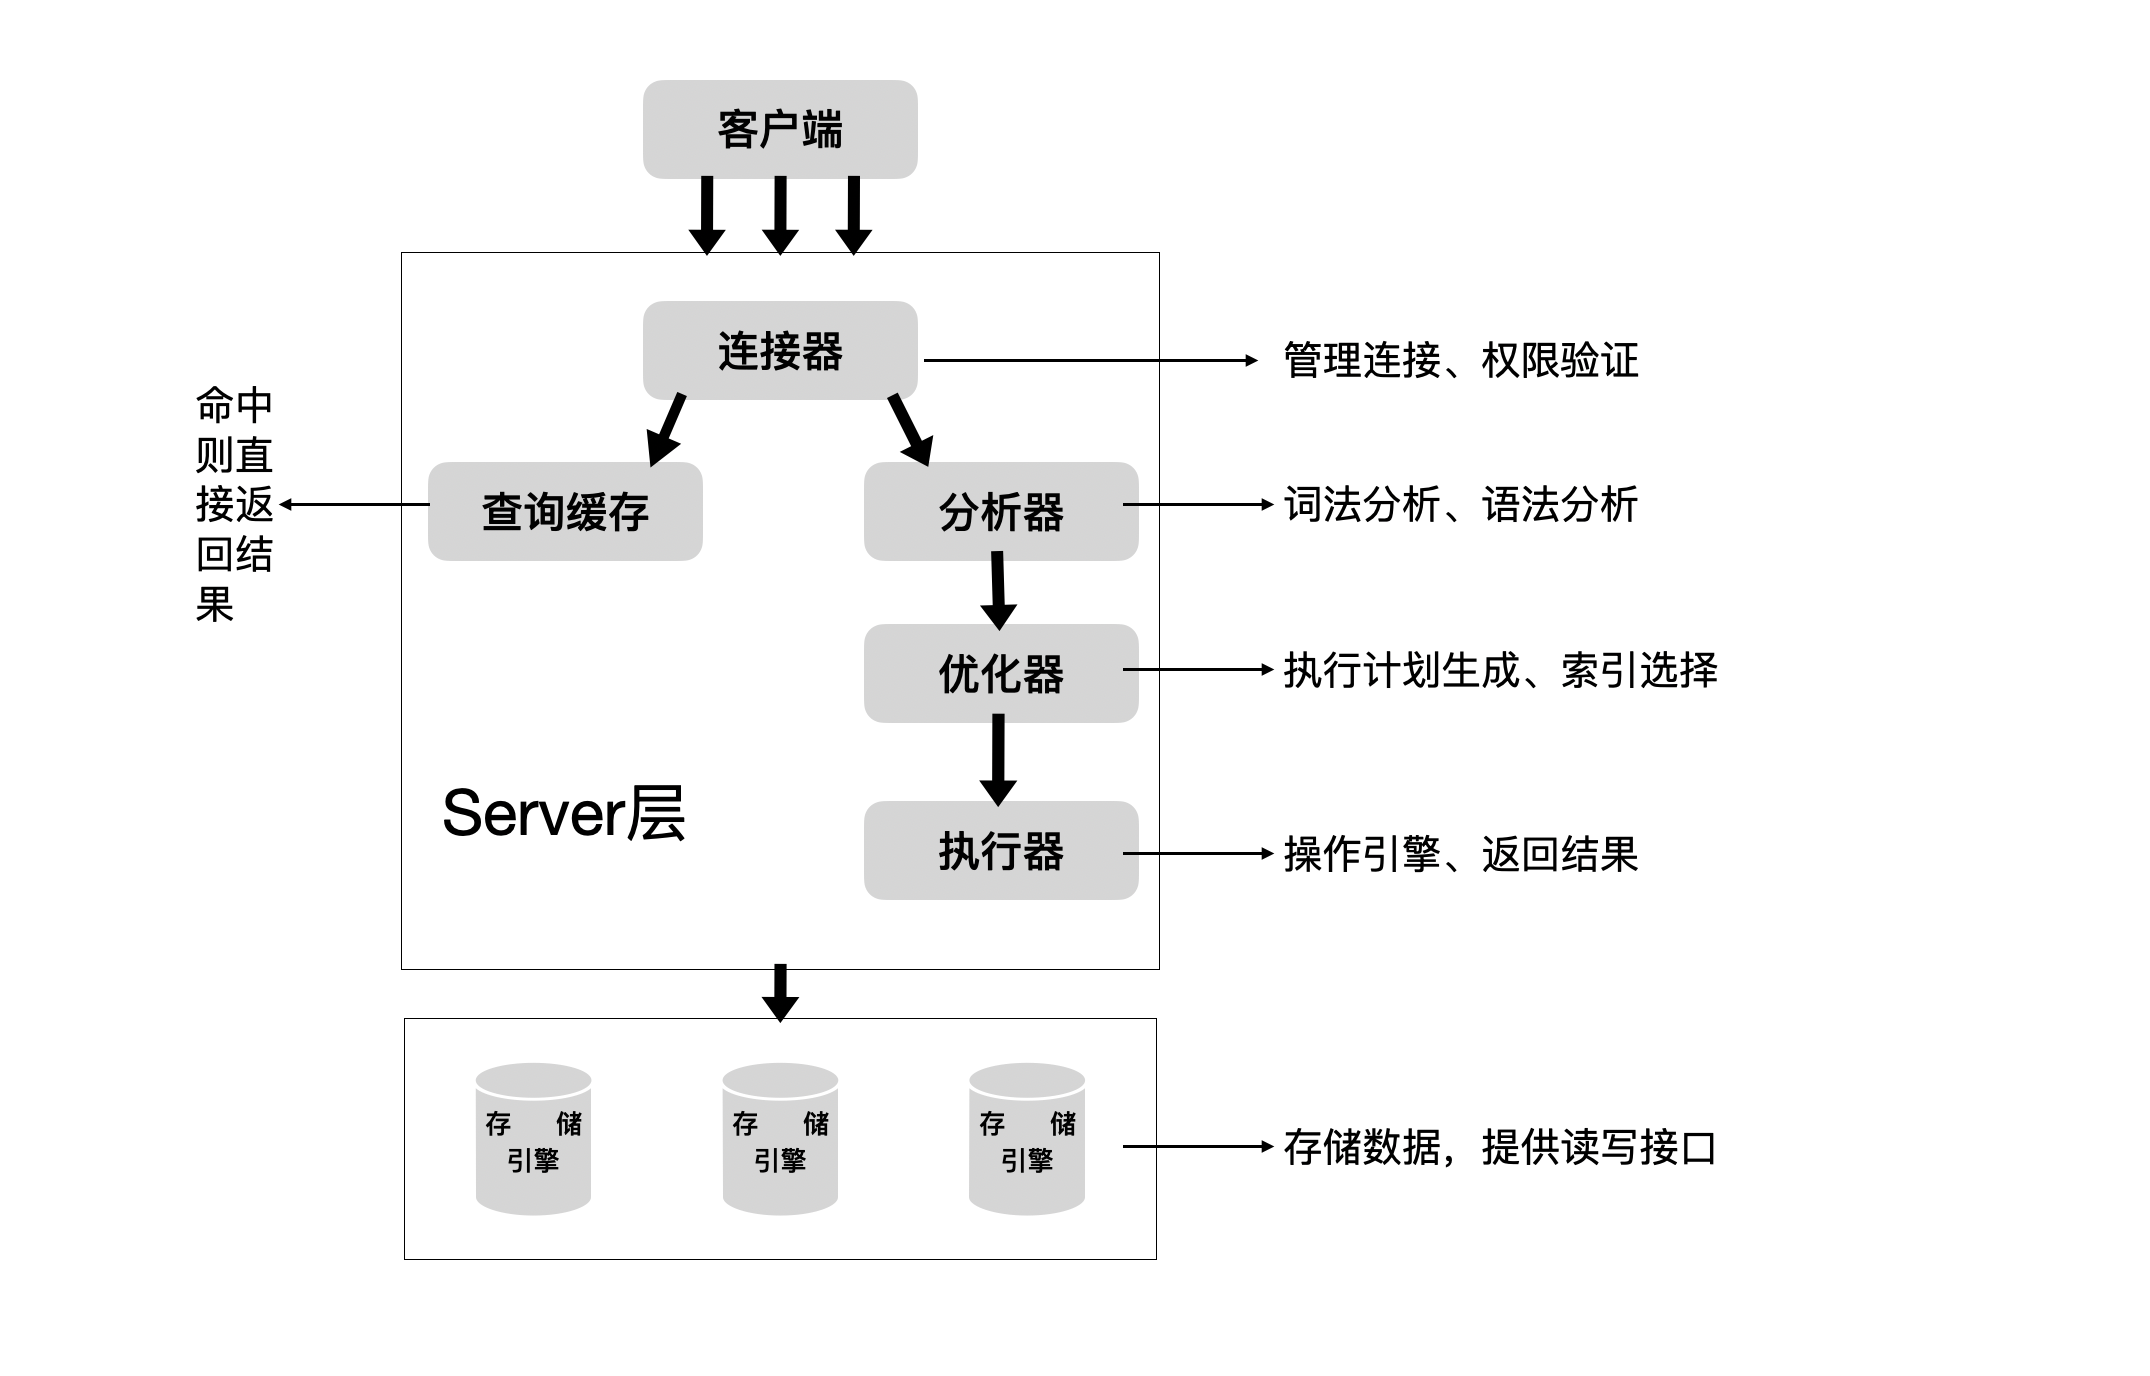 客户端
连接器
管理连接、权限验证
命中
则直
接返
回结
果
查询缓存
分析器
词法分析、语法分析
优化器
执行计划生成、索引选择
Server层
执行器
操作引擎、返回结果
存 储
引擎
存 储
引擎
存 储
引擎
存储数据，提供读写接口